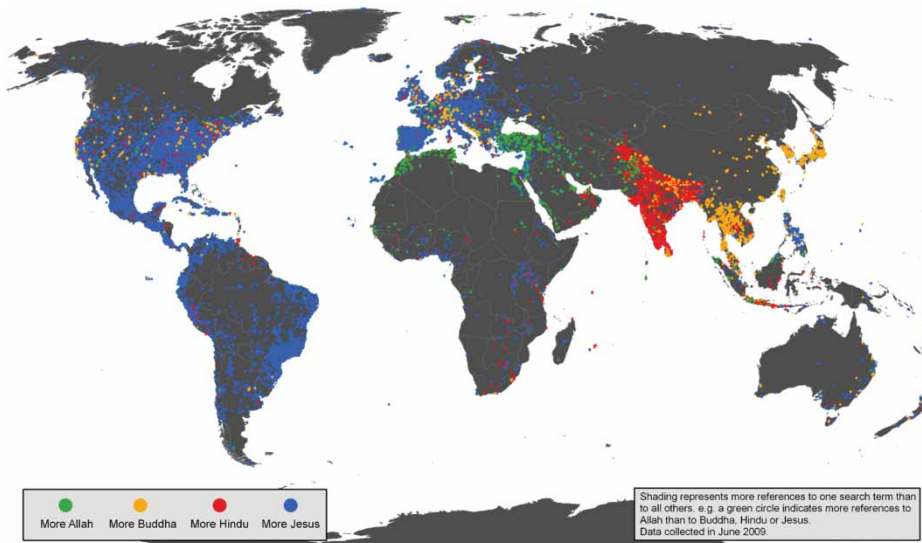 More Allah
More Buddha
More Hindu
More Jesus
Shading represents more references to one search term than
to all others. e.g. a green circle indicates more references to
Allah than to Buddha, Hindu or Jesus.
Data collected in June 2009.